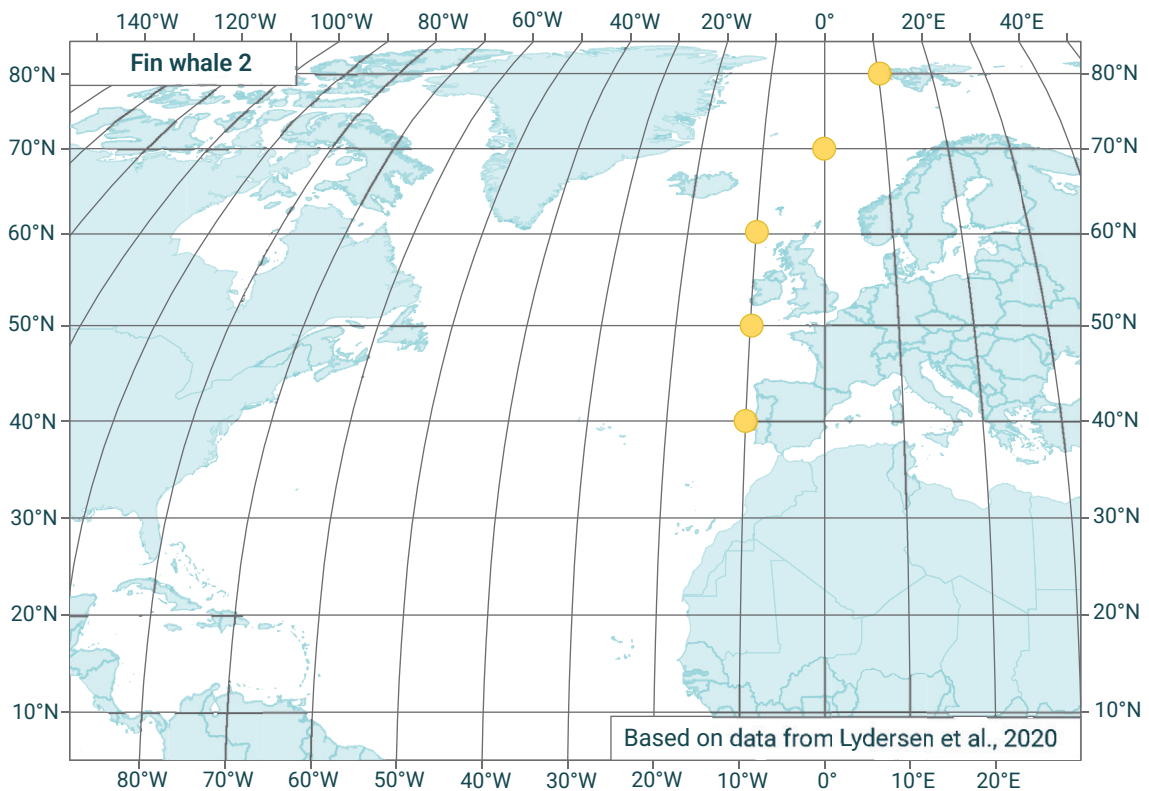 140°W 120°W 100°W 80°W 60°W 40°W 20°W 0° 20°E 40°E
Fin whale 2
80°N 80°N
70°N 70°N
60°N 60°N
50°N 50°N
40°N 40°N
30°N 30°N
20°N 20°N
10°N 10°N
Based on data from Lydersen et al., 2020
80°W 70°W 60°W 50°W 40°W 30°W 20°W 10°W 0° 10°E 20°E